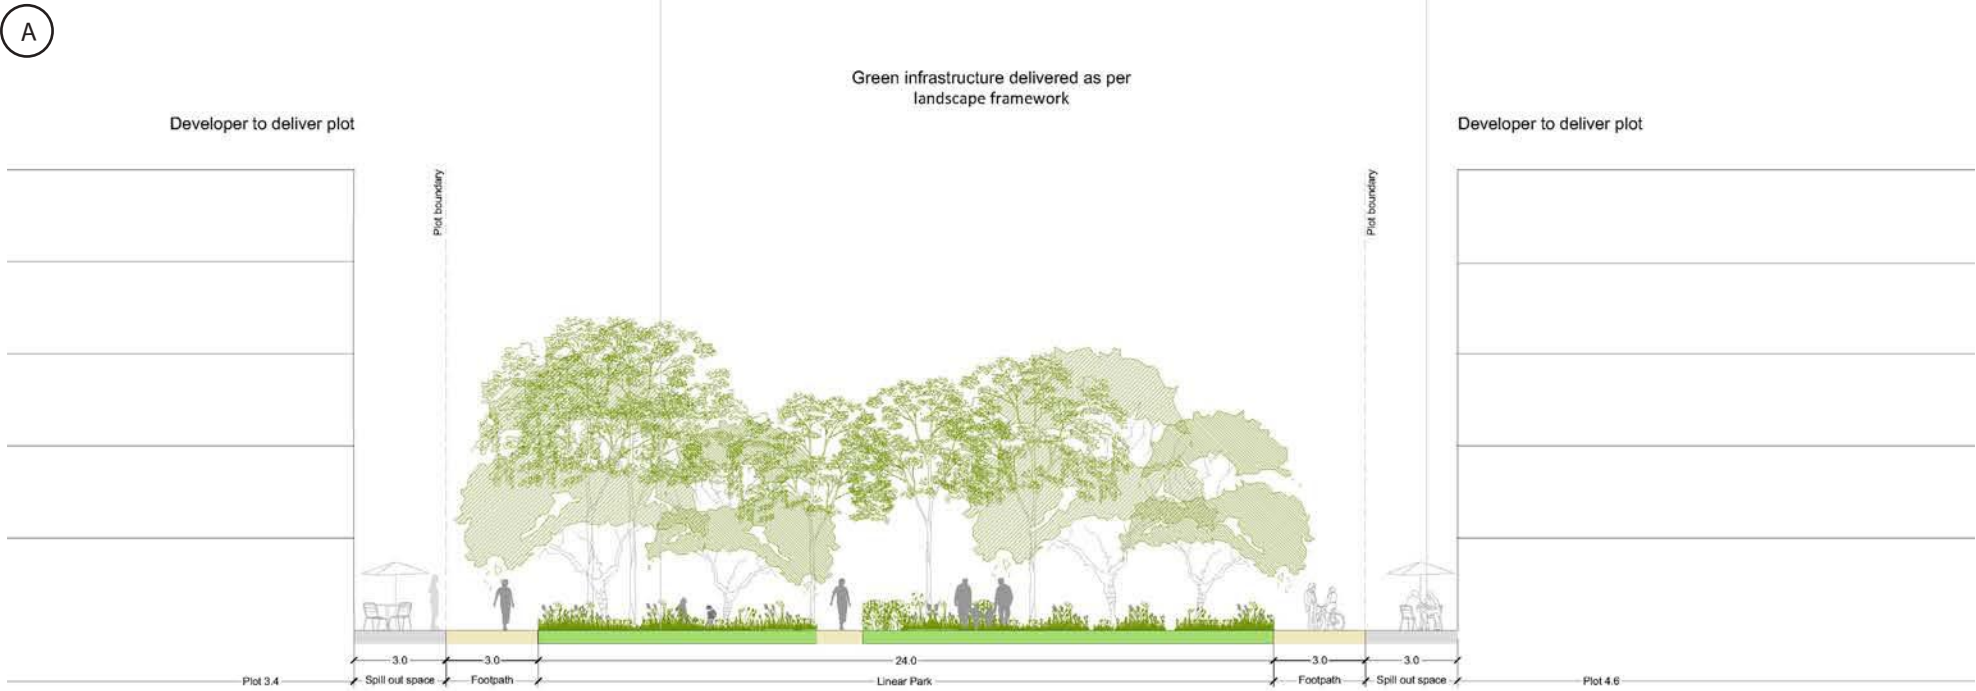 A
Green infrastructure delivered as per
landscape framework
Developer to deliver plot
Developer to deliver plot
Plot boundary
Plot boundary
3.0
3.0
24.0
3.0
3.0
Plot 3.4
Spill out space
Footpath
Linear Park
Footpath
Spill out space
Plot 4.6